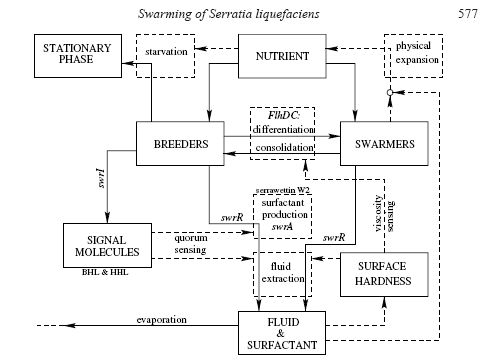 Swarming of Serratia liquefaciens
577
STATIONARY
PHASE
starvation
NUTRIENT
physical
expansion
FlhDC:
differentiation
consolidation
BREEDERS
SWARMERS
swrI
serrawettin W2
surfactant
production
swrA
swrR
swrR
viscosity
sensing
SIGNAL
MOLECULES
BHL & HHL
quorum
sensing
fluid
extraction
SURFACE
HARDNESS
evaporation
FLUID
&
SURFACTANT